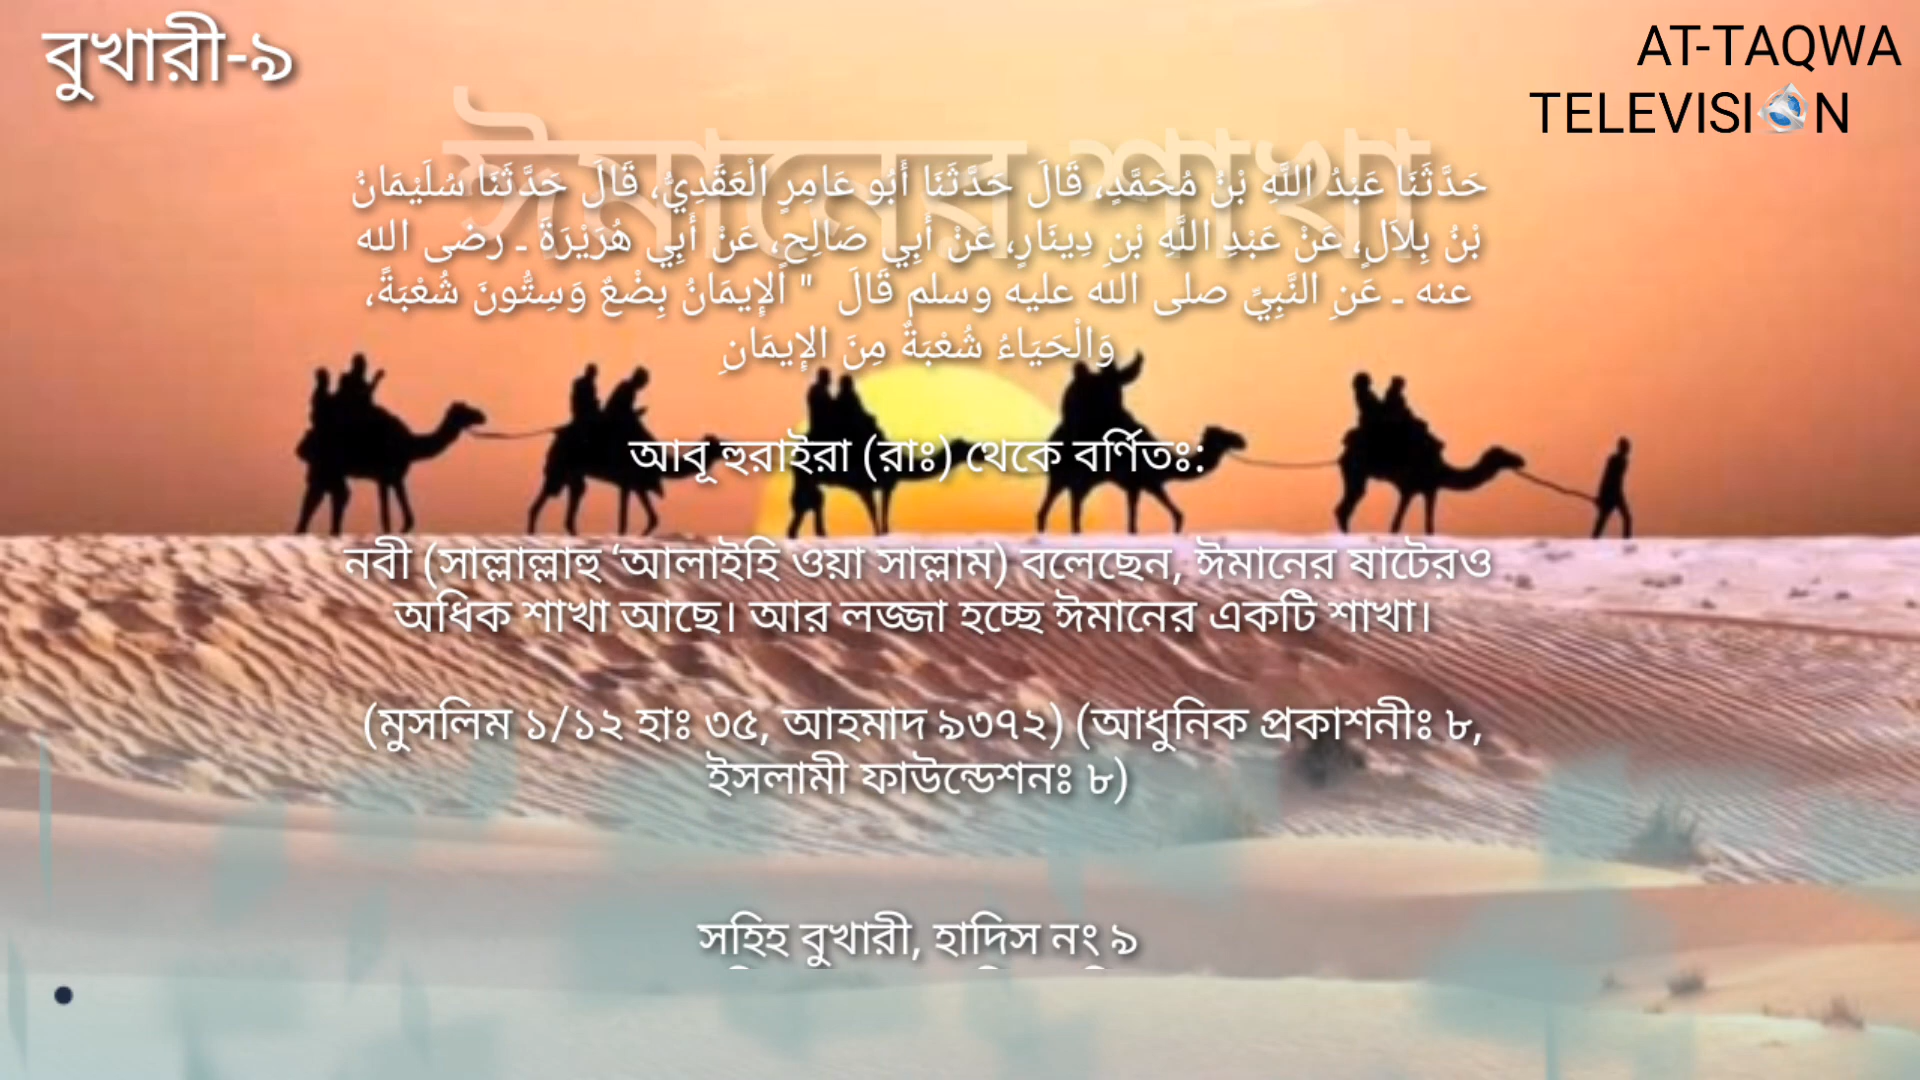 বুখারী-৯
AT-TAQWA
TELEVISION
ঈমানের শাখা
حَدَّثَنَا عَبْدُ اللَّهِ بْنُ مُحَمَّدٍ، قَالَ حَدَّثَنَا أَبُو عَامِرٍ الْعَقَدِيُّ، قَالَ حَدَّثَنَا سُلَيْمَانُ
بْنُ بِلاَلٍ، عَنْ عَبْدِ اللَّهِ بْنِ دِينَارٍ، عَنْ أَبِي صَالِحٍ، عَنْ أَبِي هُرَيْرَةَ ـ رضى الله
عنه ـ عَنِ النَّبِيِّ صلى الله عليه وسلم قَالَ ‏ "‏ الإِيمَانُ بِضْعٌ وَسِتُّونَ شُعْبَةً،
وَالْحَيَاءُ شُعْبَةٌ مِنَ الإِيمَانِ
আবূ হুরাইরা (রাঃ) থেকে বর্ণিতঃ:
নবী (সাল্লাল্লাহু ‘আলাইহি ওয়া সাল্লাম) বলেছেন, ঈমানের ষাটেরও
অধিক শাখা আছে। আর লজ্জা হচ্ছে ঈমানের একটি শাখা।
(মুসলিম ১/১২ হাঃ ৩৫, আহমাদ ৯৩৭২) (আধুনিক প্রকাশনীঃ ৮,
ইসলামী ফাউন্ডেশনঃ ৮)
সহিহ বুখারী, হাদিস নং ৯